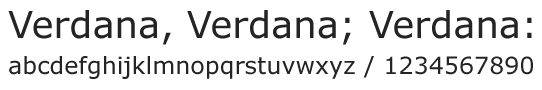 Verdana, Verdana; Verdana:
abcdefghijklmnopqrstuvwxyz / 1234567890